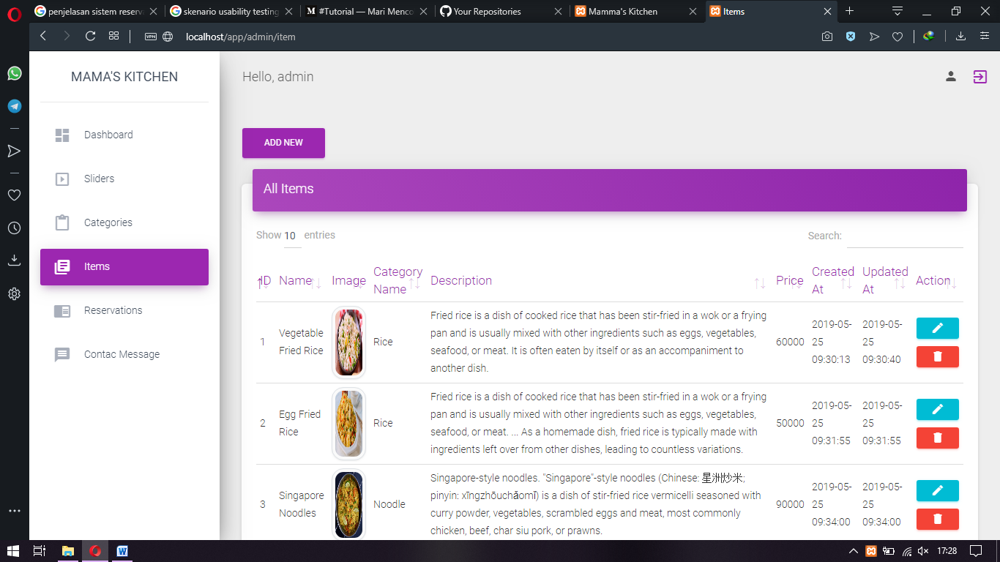 penjelasan sistem reserv
skenario usability testing
#Tutorial — Mari Menco
Your Repositories
Mamma's Kitchen
Items
VPN
localhost/app/admin/item
MAMA'S KITCHEN
Hello, admin
Dashboard
Sliders
Categories
Items
Reservations
Contac Message
ADD NEW
All Items
Show 10 entries
Search:
ID
Name
Image
Category
Name
Description
Price
Created
At
Updated
At
Action
1
Vegetable
Fried Rice
Rice
Fried rice is a dish of cooked rice that has been stir-fried in a wok or a frying
pan and is usually mixed with other ingredients such as eggs, vegetables,
seafood, or meat. It is often eaten by itself or as an accompaniment to
another dish.
60000
2019-05-
25
09:30:13
2019-05-
25
09:30:40
2
Egg Fried
Rice
Rice
Fried rice is a dish of cooked rice that has been stir-fried in a wok or a frying
pan and is usually mixed with other ingredients such as eggs, vegetables,
seafood, or meat. ... As a homemade dish, fried rice is typically made with
ingredients left over from other dishes, leading to countless variations.
50000
2019-05-
25
09:31:55
2019-05-
25
09:31:55
3
Singapore
Noodles
Noodle
Singapore-style noodles. "Singapore"-style noodles (Chinese: 星洲炒米;
pinyin: xīngzhōuchǎomǐ) is a dish of stir-fried rice vermicelli seasoned with
curry powder, vegetables, scrambled eggs and meat, most commonly
chicken, beef, char siu pork, or prawns.
90000
2019-05-
25
09:34:00
2019-05-
25
09:34:00
17:28